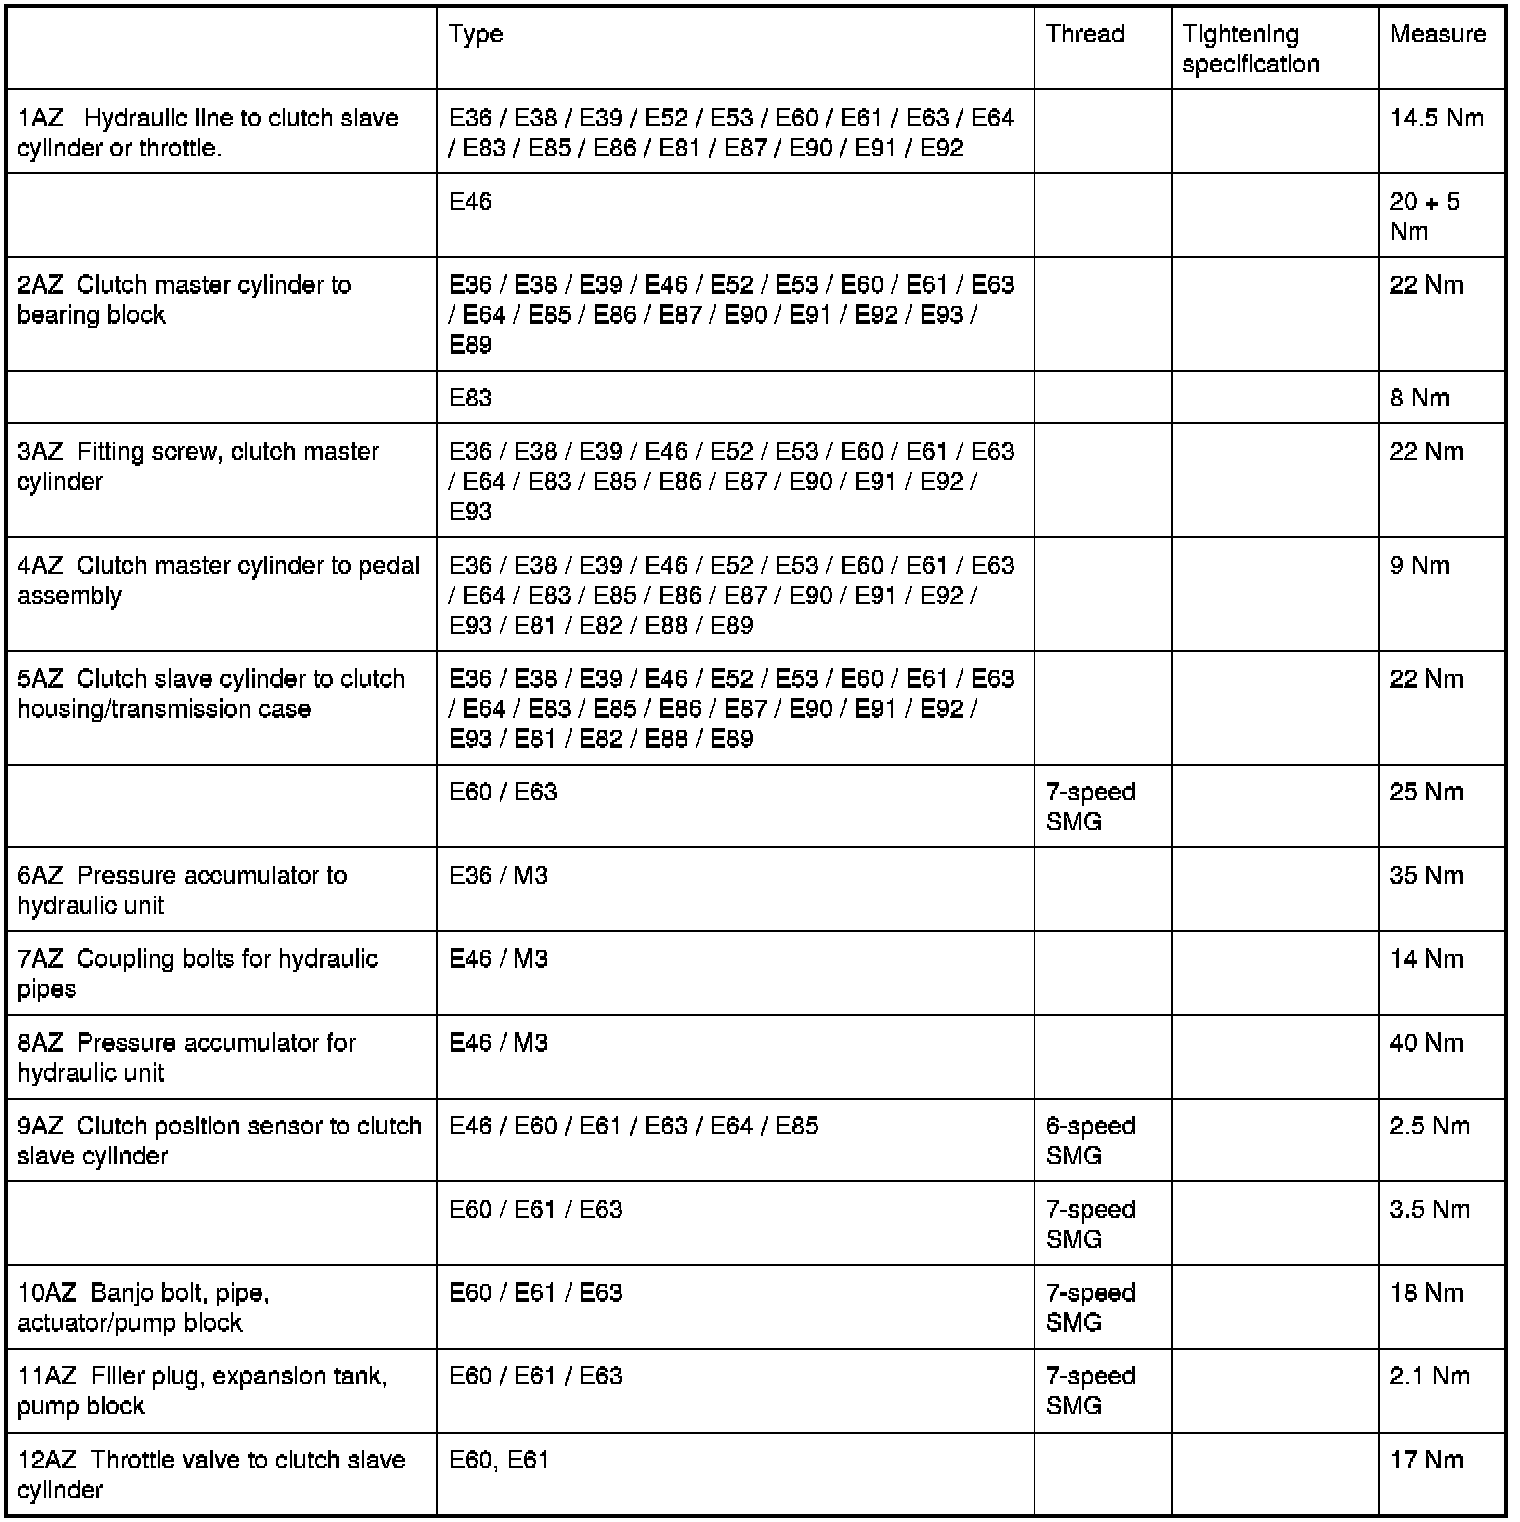 Type Thread Tightening Measure
specification
1AZ Hydraulic line to clutch slave E36 / E38 / E39 / E52 / E53 / E60 / E61 / E63 / E64 14.5 Nm
cylinder or throttle. / E83 / E85 / E86 / E81 / E87 / E90 / E91 / E92
E46 20 + 5
Nm
2AZ Clutch master cylinder to E36 / E38 / E39 / E46 / E52 / E53 / E60 / E61 / E63 22 Nm
bearing block / E64 / E85 / E86 / E87 / E90 / E91 / E92 / E93 /
E89
E83 8 Nm
3AZ Fitting screw, clutch master E36 / E38 / E39 / E46 / E52 / E53 / E60 / E61 / E63 22 Nm
cylinder / E64 / E83 / E85 / E86 / E87 / E90 / E91 / E92 /
E93
4AZ Clutch master cylinder to pedal E36 / E38 / E39 / E46 / E52 / E53 / E60 / E61 / E63 9 Nm
assembly / E64 / E83 / E85 / E86 / E87 / E90 / E91 / E92 /
E93 / E81 / E82 / E88 / E89
5AZ Clutch slave cylinder to clutch E36 / E38 / E39 / E46 / E52 / E53 / E60 / E61 / E63 22 Nm
housing/transmission case / E64 / E83 / E85 / E86 / E87 / E90 / E91 / E92 /
E93 / E81 / E82 / E88 / E89
E60 / E63 7-speed 25 Nm
SMG
6AZ Pressure accumulator to E36 / M3 35 Nm
hydraulic unit
7AZ Coupling bolts for hydraulic E46 / M3 14 Nm
pipes
8AZ Pressure accumulator for E46 / M3 40 Nm
hydraulic unit
9AZ Clutch position sensor to clutch E46 / E60 / E61 / E63 / E64 / E85 6-speed 2.5 Nm
slave cylinder SMG
E60 / E61 / E63 7-speed 3.5 Nm
SMG
10AZ Banjo bolt, pipe, E60 / E61 / E63 7-speed 18 Nm
actuator/pump block SMG
11AZ Filler plug, expansion tank, E60 / E61 / E63 7-speed 2.1 Nm
pump block SMG
12AZ Throttle valve to clutch slave E60, E61 17 Nm
cylinder